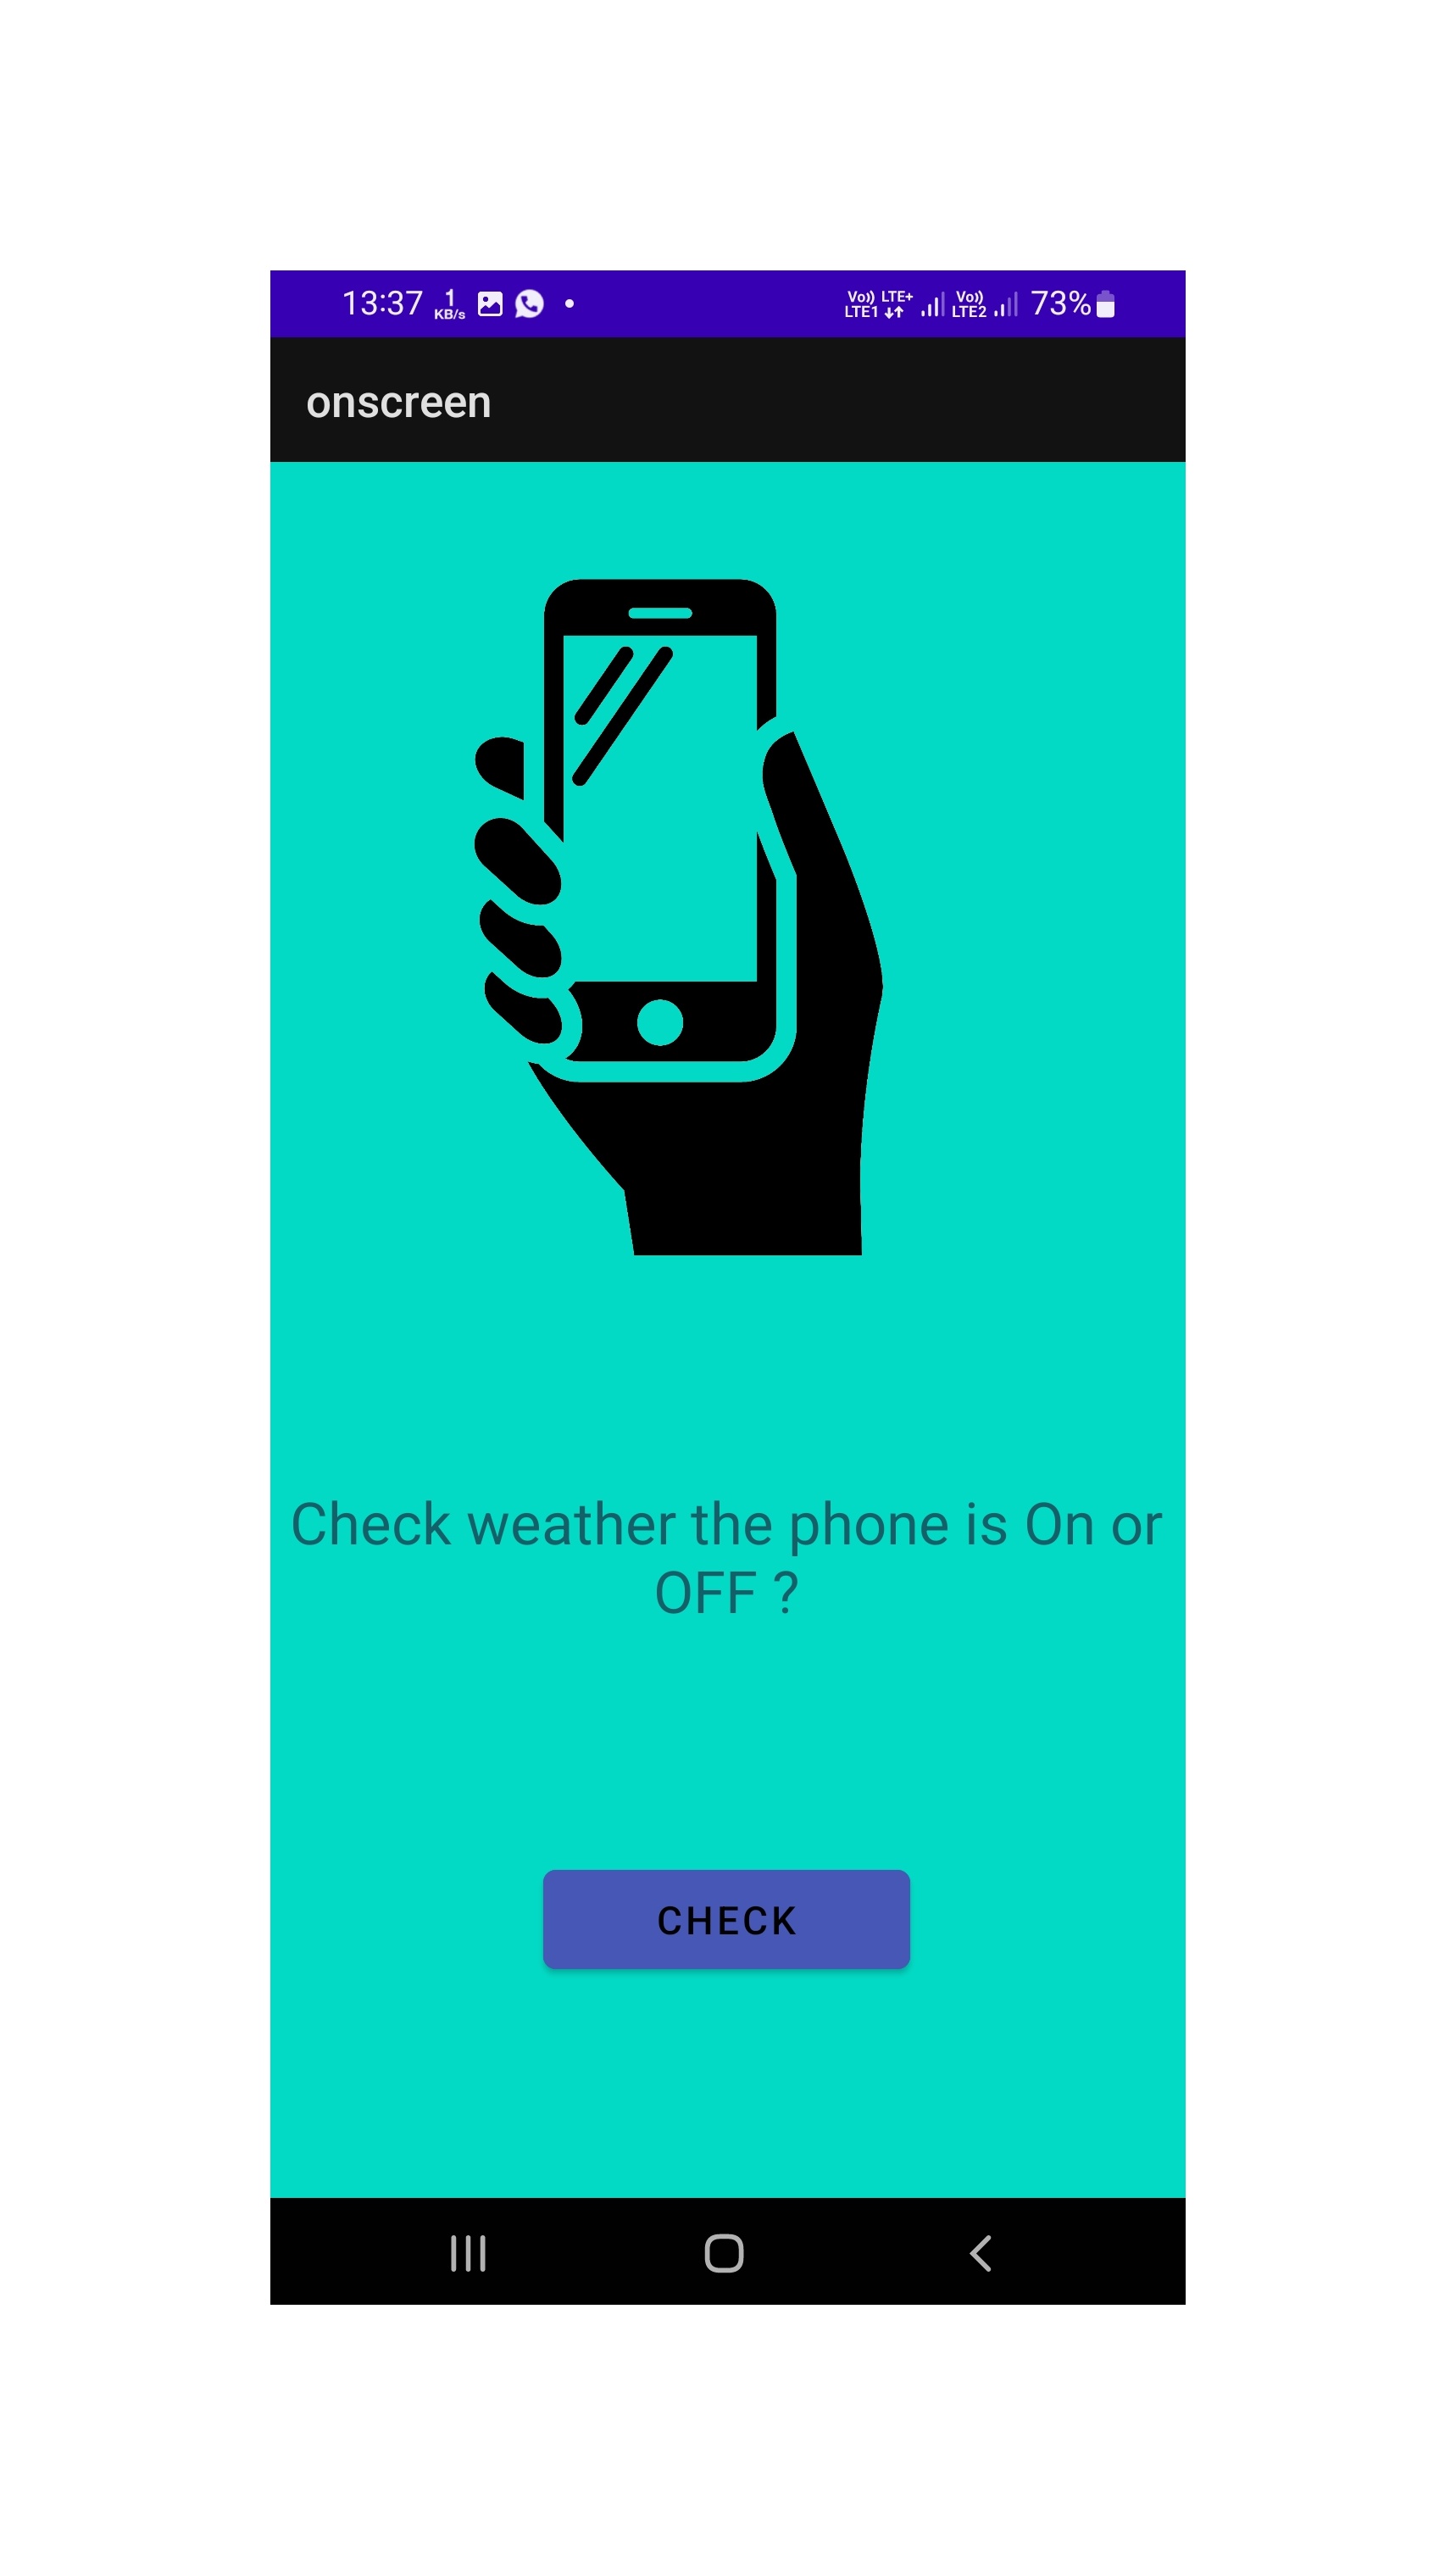 13:37 1 KB/s Vo)) LTE1 LTE+ Vo)) LTE2 73%
onscreen
Check weather the phone is On or
OFF ?
CHECK